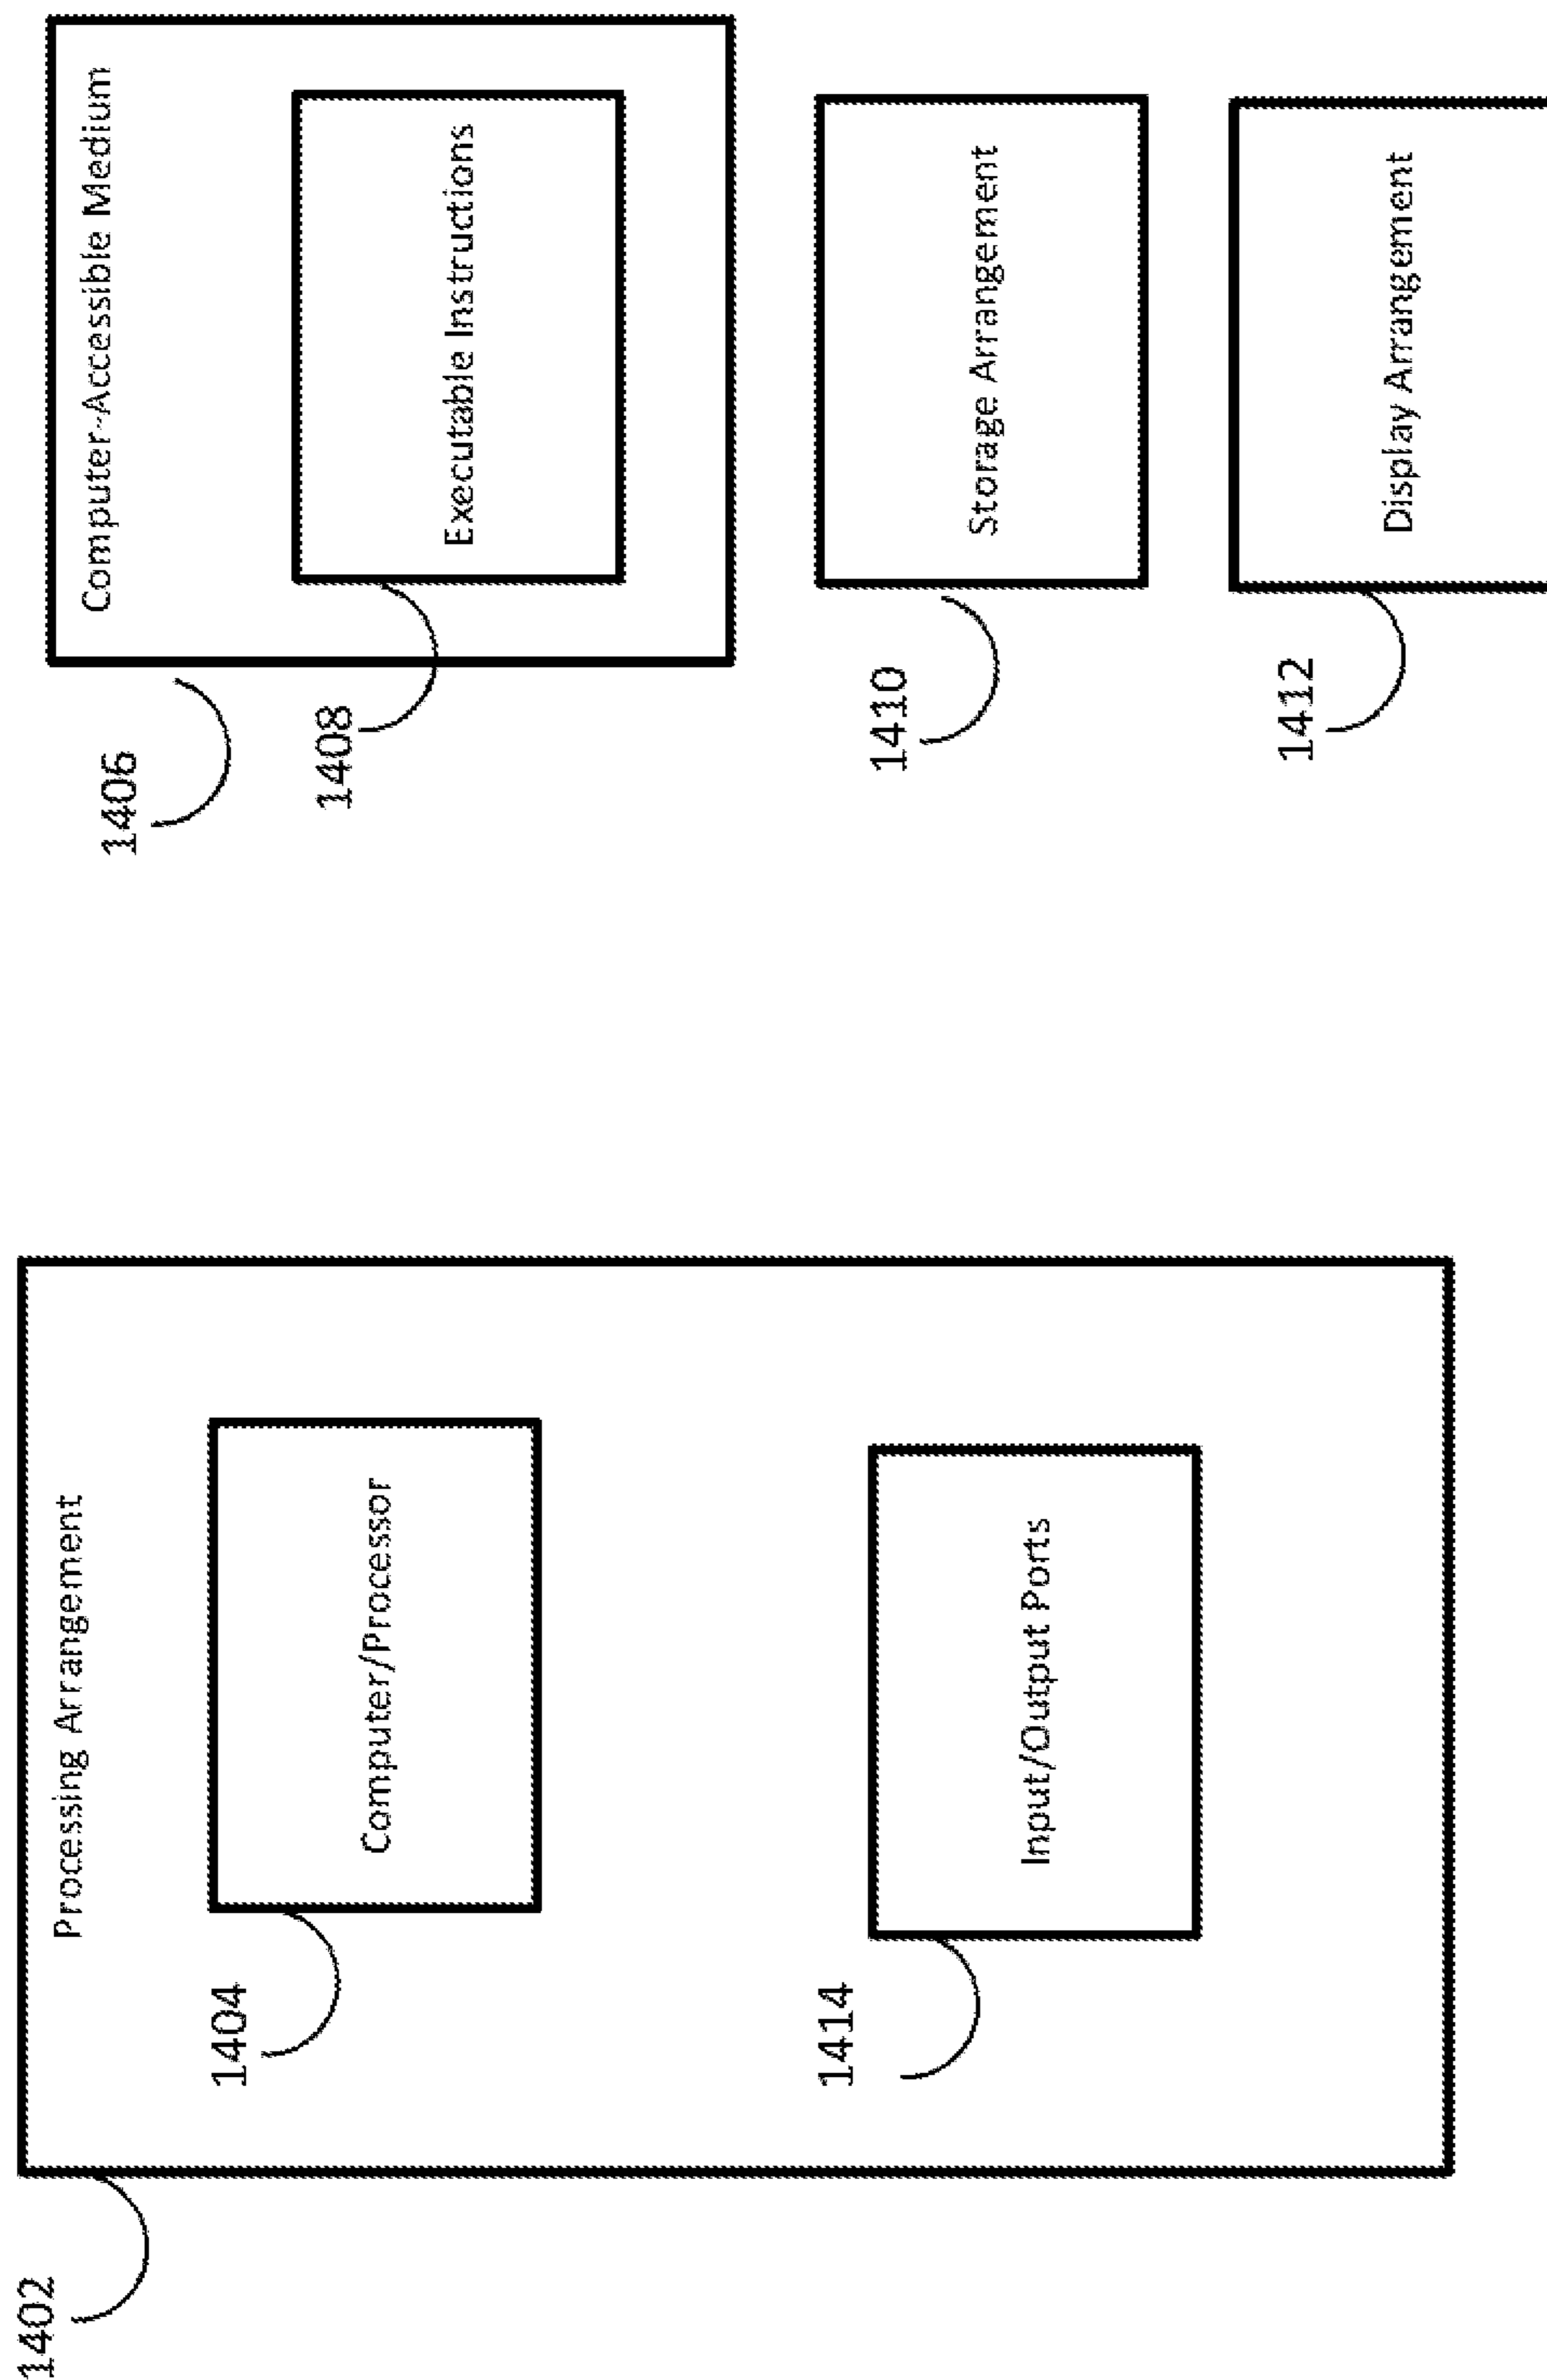 1402
Processing Arrangement
1404
Computer/Processor
1414
Input/Output Ports
1406
Computer-Accessible Medium
1408
Executable Instructions
1410
Storage Arrangement
1412
Display Arrangement